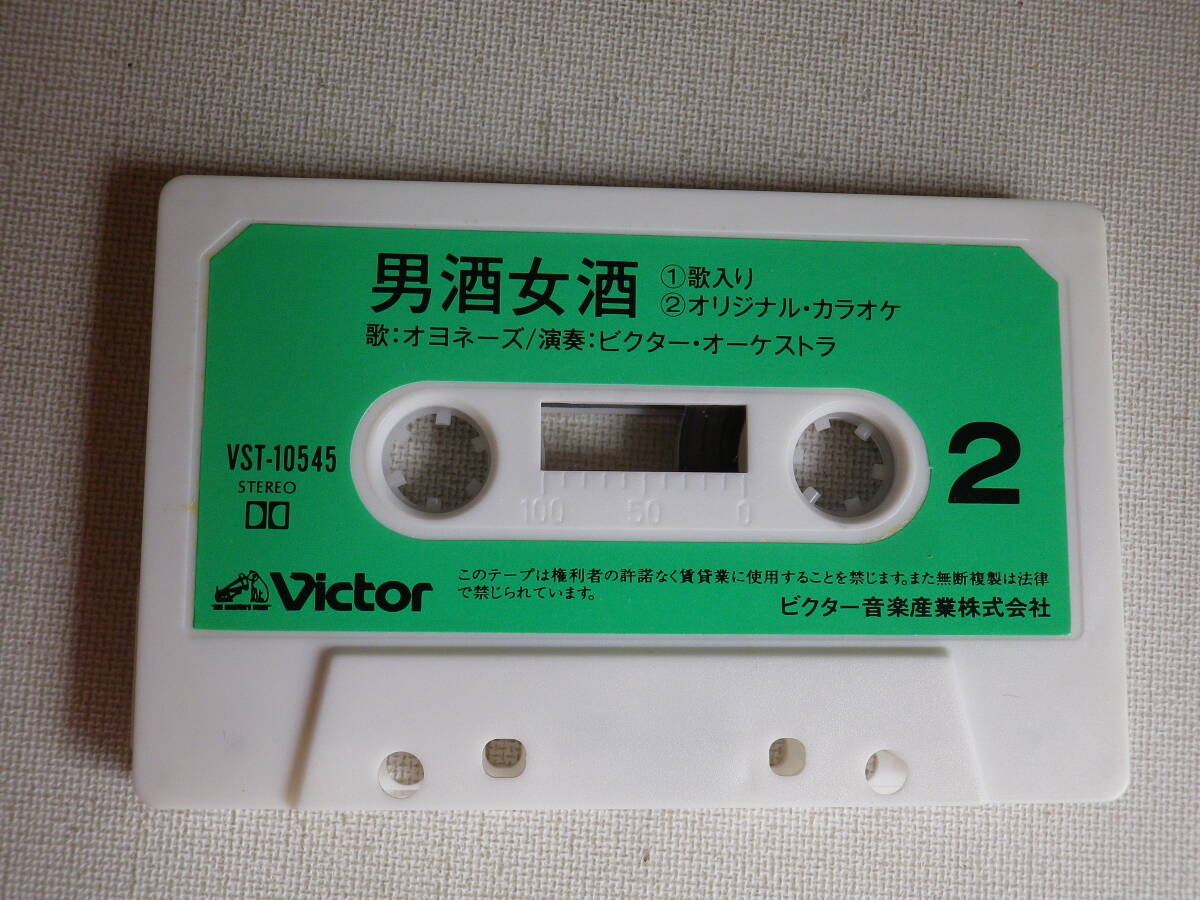 男酒女酒
①歌入り
②オリジナル・カラオケ
歌:オヨネーズ/演奏:ビクター・オーケストラ
VST-10545
STEREO
2
100 50 0
Victor
"HIS MASTER'S VOICE"
このテープは権利者の許諾なく賃貸業に使用することを禁じます。また無断複製は法律
で禁じられています。
ビクター音楽産業株式会社